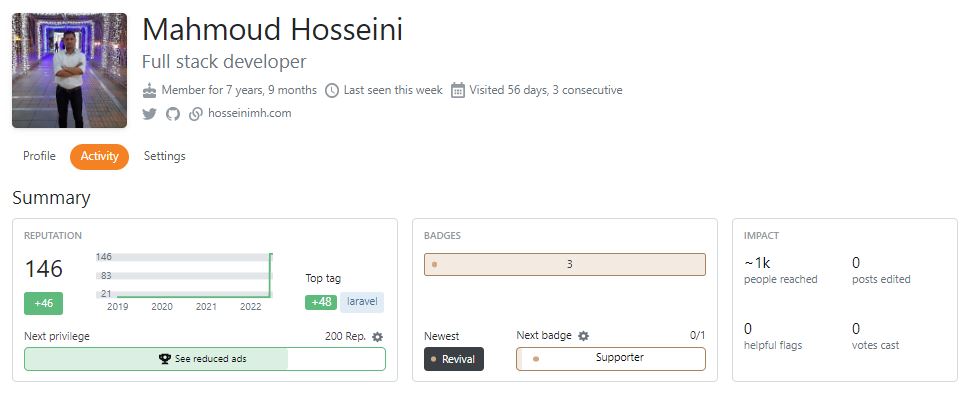 Mahmoud Hosseini
Full stack developer
Member for 7 years, 9 months Last seen this week Visited 56 days, 3 consecutive
hosseinimh.com
Profile Activity Settings
Summary
REPUTATION
146
+46
146
83
21
2019 2020 2021 2022
Top tag
+48 laravel
Next privilege 200 Rep.
See reduced ads
BADGES
3
Newest
Revival
Next badge 0/1
Supporter
IMPACT
~1k 0
people reached posts edited
0 0
helpful flags votes cast